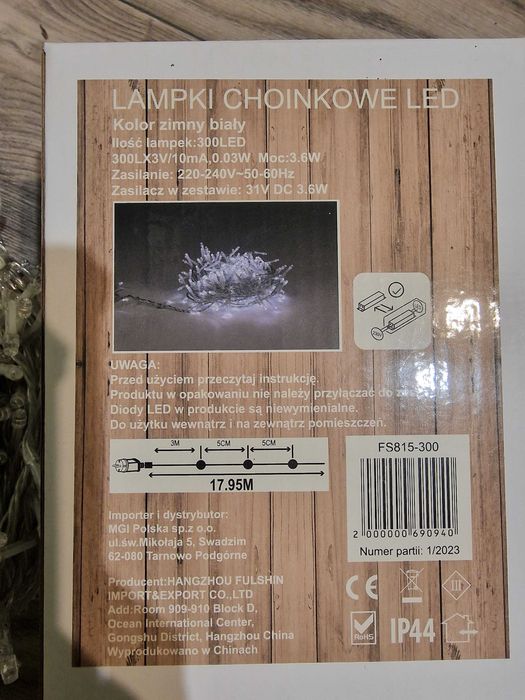 LAMPKI CHOINKOWE LED
Kolor zimny biały
Ilość lampek:300LED
300LX3V/10mA,0.03W Moc:3.6W
Zasilanie: 220-240V~50-60Hz
Zasilacz w zestawie: 31V DC 3.6W
UWAGA:
Przed użyciem przeczytaj instrukcję.
Produktu w opakowaniu nie należy przyłączać do
Diody LED w produkcie są niewymienialne.
Do użytku wewnątrz i na zewnątrz pomieszczeń.
3M 5CM 5CM
17.95M
FS815-300
2 000000 690940
Numer partii: 1/2023
Importer i dystrybutor:
MGI Polska sp.z o.o.
ul.św.Mikołaja 5, Swadzim
62-080 Tarnowo Podgórne
Producent:HANGZHOU FULSHIN
IMPORT&EXPORT CO.,LTD
Add:Room 909-910 Block D,
Ocean International Center,
Gongshu District, Hangzhou China
Wyprodukowano w Chinach
CE
III
RoHS
IP44